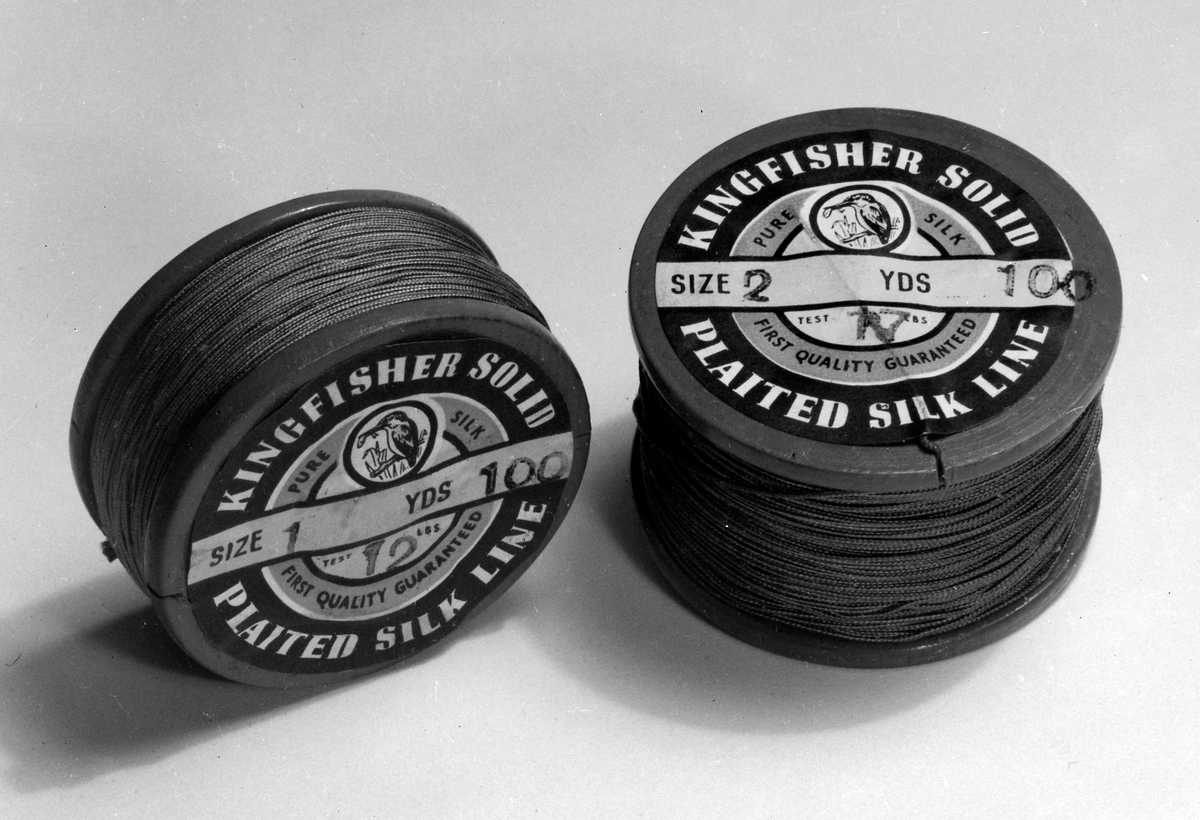 KINGFISHER SOLID
PURE SILK
SIZE 1 YDS 100
TEST 12 LBS
FIRST QUALITY GUARANTEED
PLAITED SILK LINE
KINGFISHER SOLID
PURE SILK
SIZE 2 YDS 100
TEST LBS
FIRST QUALITY GUARANTEED
PLAITED SILK LINE